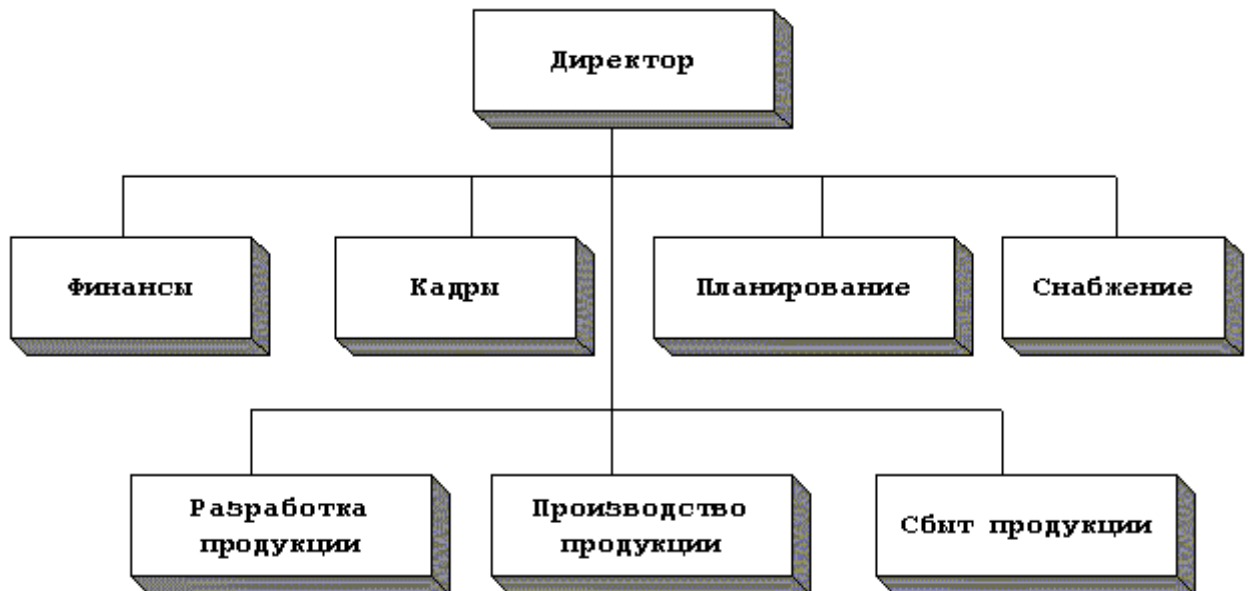 Директор
Финансы
Кадры
Планирование
Снабжение
Разработка
продукции
Производство
продукции
Сбыт продукции